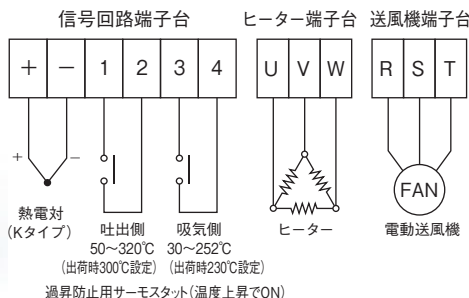 信号回路端子台 ヒーター端子台 送風機端子台
+ − 1 2 3 4 U V W R S T
+ −
FAN
熱電対
(Kタイプ)
吐出側
50〜320℃
(出荷時300℃設定)
吸気側
30〜252℃
(出荷時230℃設定)
ヒーター
電動送風機
過昇防止用サーモスタット(温度上昇でON)